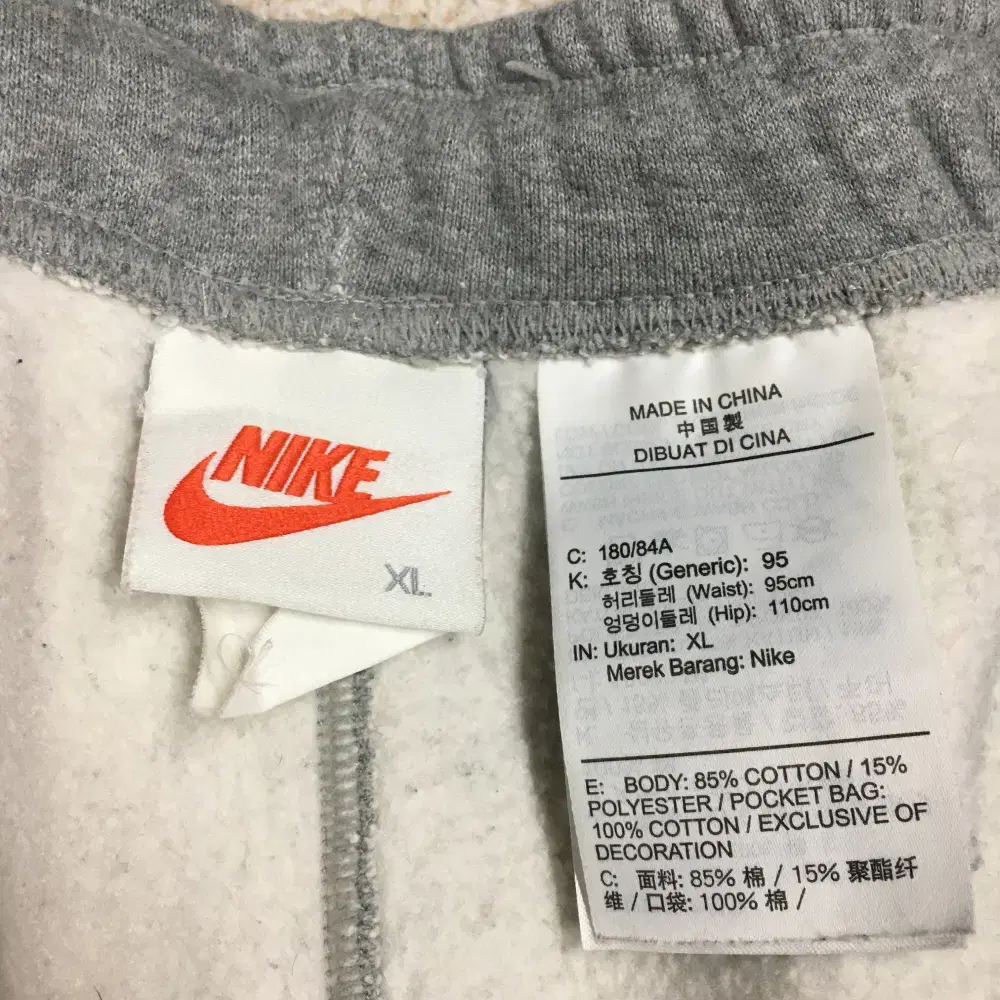 NIKE
XL
MADE IN CHINA
中国製
DIBUAT DI CINA
C: 180/84A
K: 호칭 (Generic): 95
허리둘레 (Waist): 95cm
엉덩이둘레 (Hip): 110cm
IN: Ukuran: XL
Merek Barang: Nike
E: BODY: 85% COTTON / 15%
POLYESTER / POCKET BAG:
100% COTTON / EXCLUSIVE OF
DECORATION
C: 面料: 85% 棉 / 15% 聚酯纤
维 / 口袋: 100% 棉 /